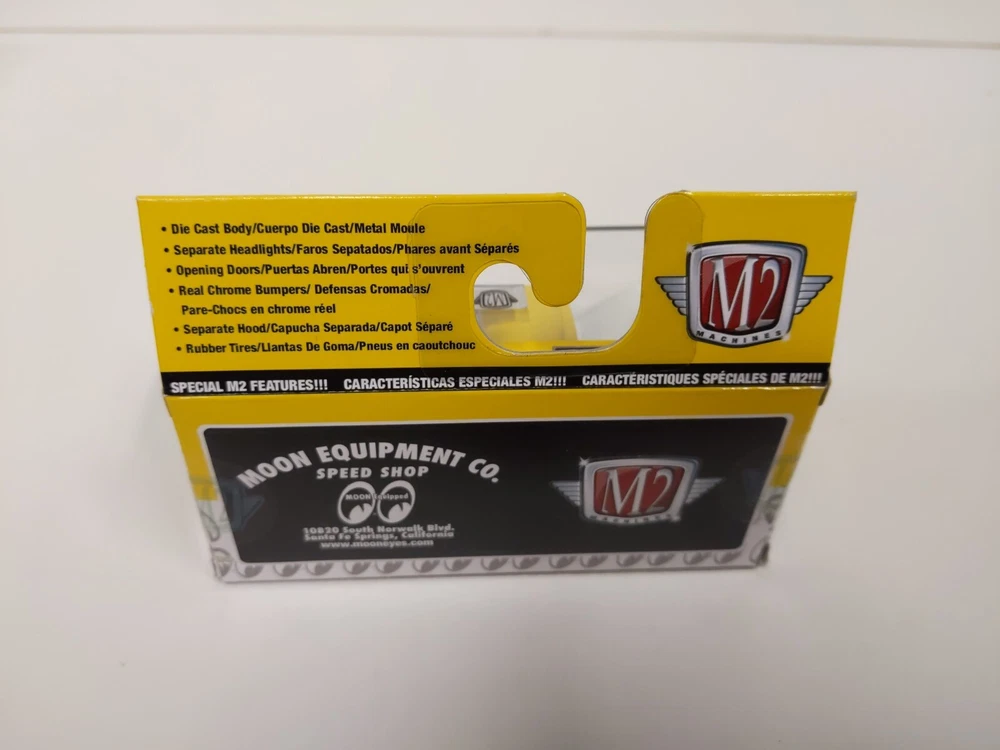 • Die Cast Body/Cuerpo Die Cast/Metal Moule
• Separate Headlights/Faros Sepatados/Phares avant Séparés
• Opening Doors/Puertas Abren/Portes qui s'ouvrent
• Real Chrome Bumpers/ Defensas Cromadas/
Pare-Chocs en chrome réel
• Separate Hood/Capucha Separada/Capot Séparé
• Rubber Tires/Llantas De Goma/Pneus en caoutchouc
M2
MACHINES
SPECIAL M2 FEATURES!!! CARACTERÍSTICAS ESPECIALES M2!!! CARACTÉRISTIQUES SPÉCIALES DE M2!!!
MOON EQUIPMENT CO.
SPEED SHOP
MOON Equipped
10820 South Norwalk Blvd.
Santa Fe Springs, California
www.mooneyes.com
M2
MACHINES